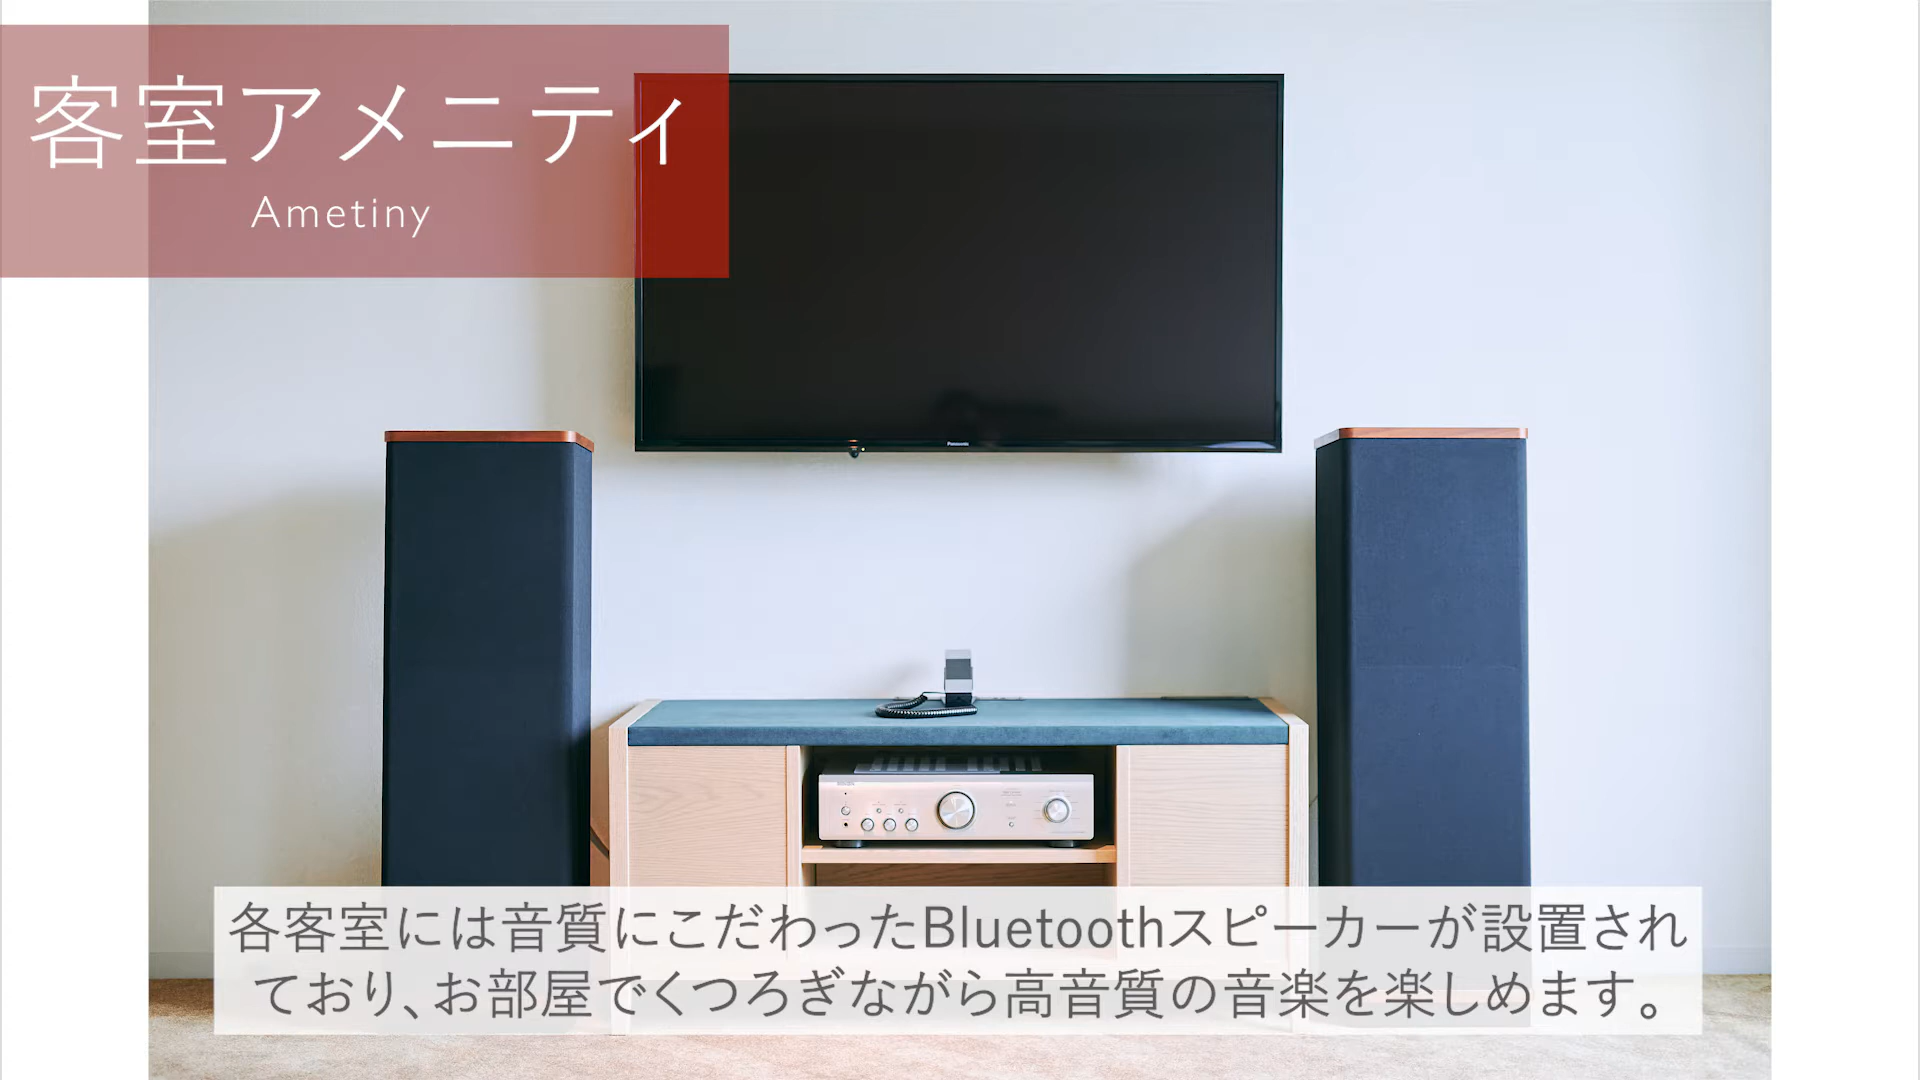 客室アメニティ
Ametiny
Panasonic
各客室には音質にこだわったBluetoothスピーカーが設置され
ており、お部屋でくつろぎながら高音質の音楽を楽しめます。